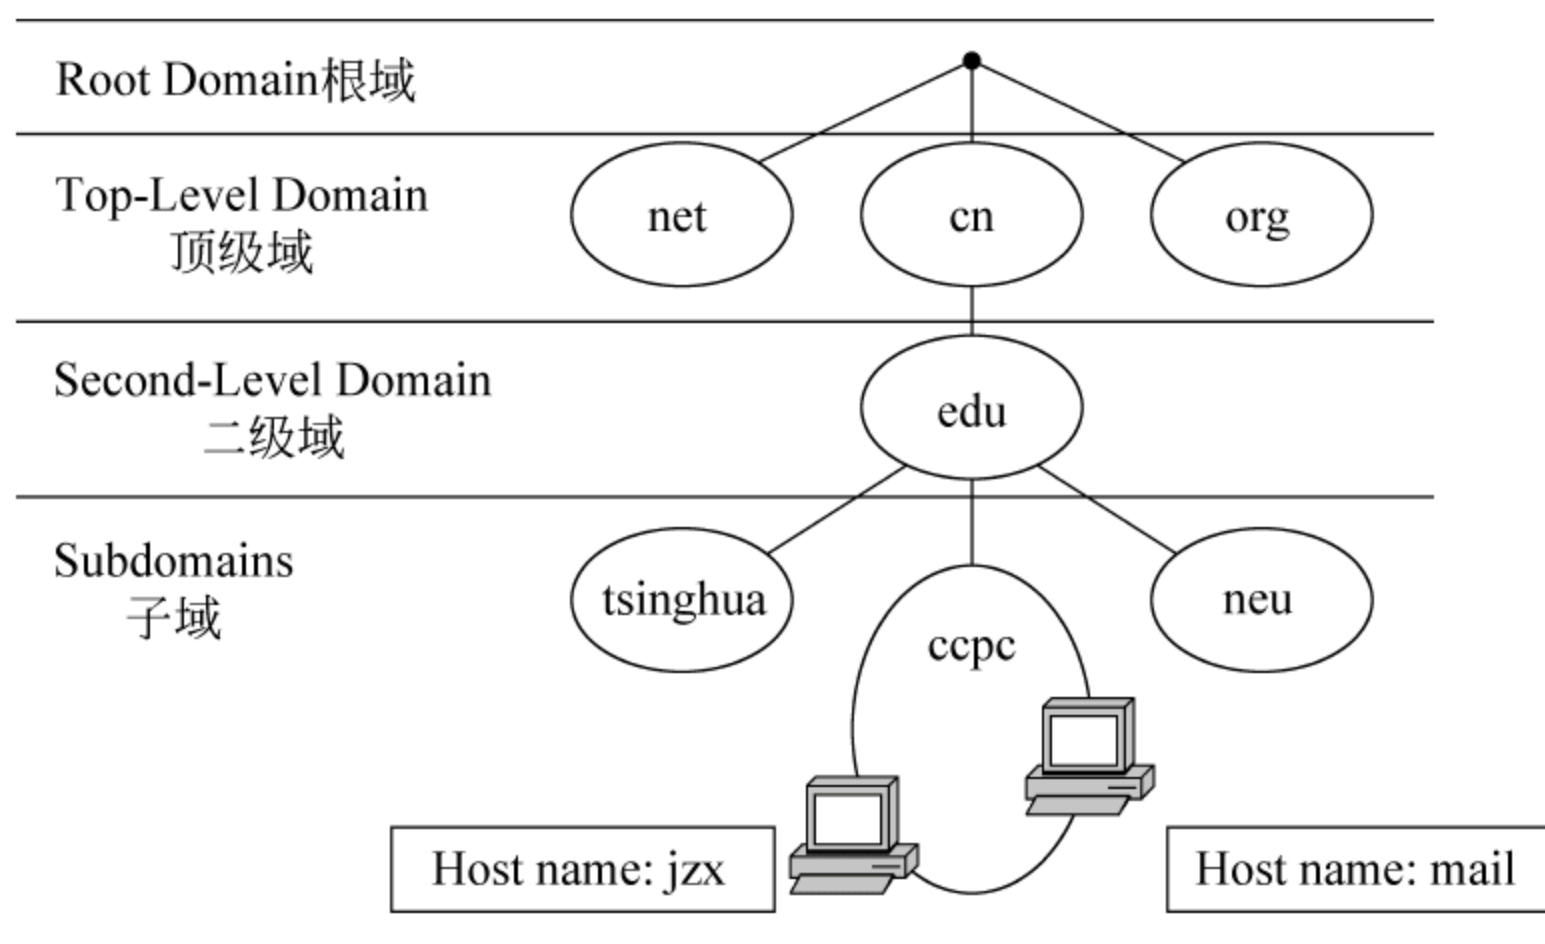 Root Domain根域
Top-Level Domain
顶级域
net
cn
org
Second-Level Domain
二级域
edu
Subdomains
子域
tsinghua
ccpc
neu
Host name: jzx
Host name: mail